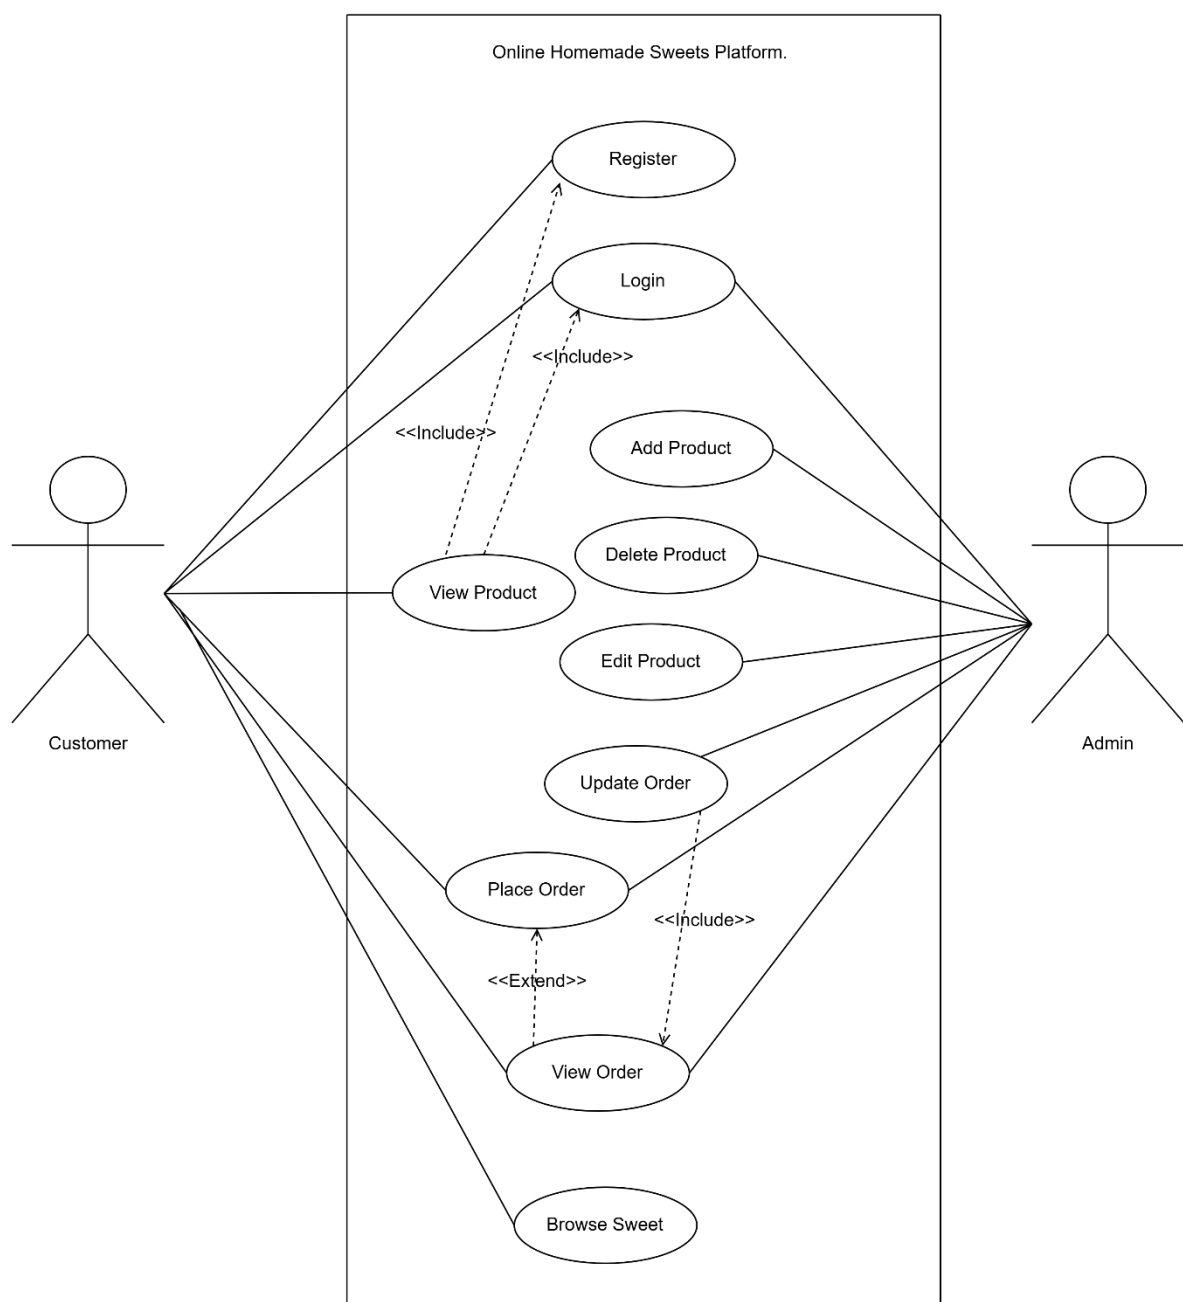 Online Homemade Sweets Platform.
Register
Login
<<Include>>
<<Include>>
Add Product
Delete Product
View Product
Edit Product
Customer
Admin
Update Order
Place Order
<<Include>>
<<Extend>>
View Order
Browse Sweet